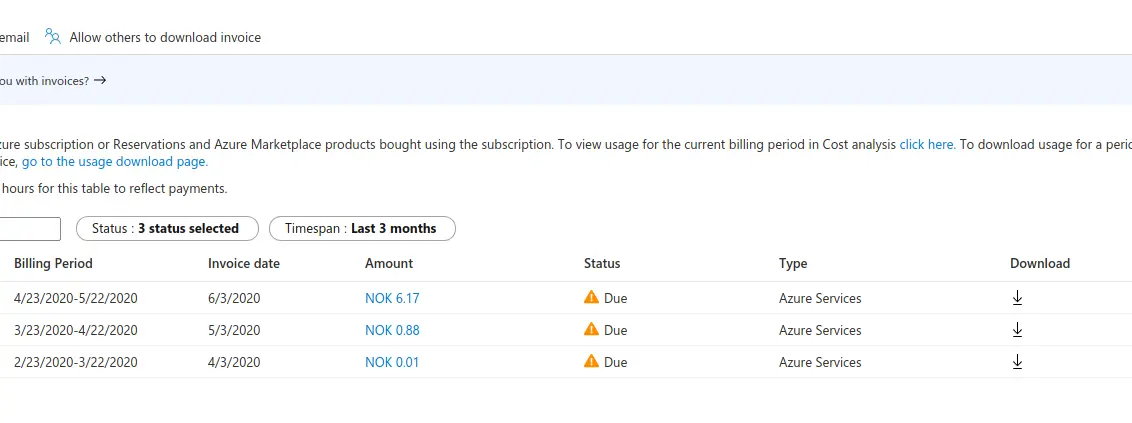 email Allow others to download invoice
ou with invoices? →
zure subscription or Reservations and Azure Marketplace products bought using the subscription. To view usage for the current billing period in Cost analysis click here. To download usage for a peri
ice, go to the usage download page.
hours for this table to reflect payments.
Status : 3 status selected Timespan : Last 3 months
Billing Period Invoice date Amount Status Type Download
4/23/2020-5/22/2020 6/3/2020 NOK 6.17 Due Azure Services
3/23/2020-4/22/2020 5/3/2020 NOK 0.88 Due Azure Services
2/23/2020-3/22/2020 4/3/2020 NOK 0.01 Due Azure Services